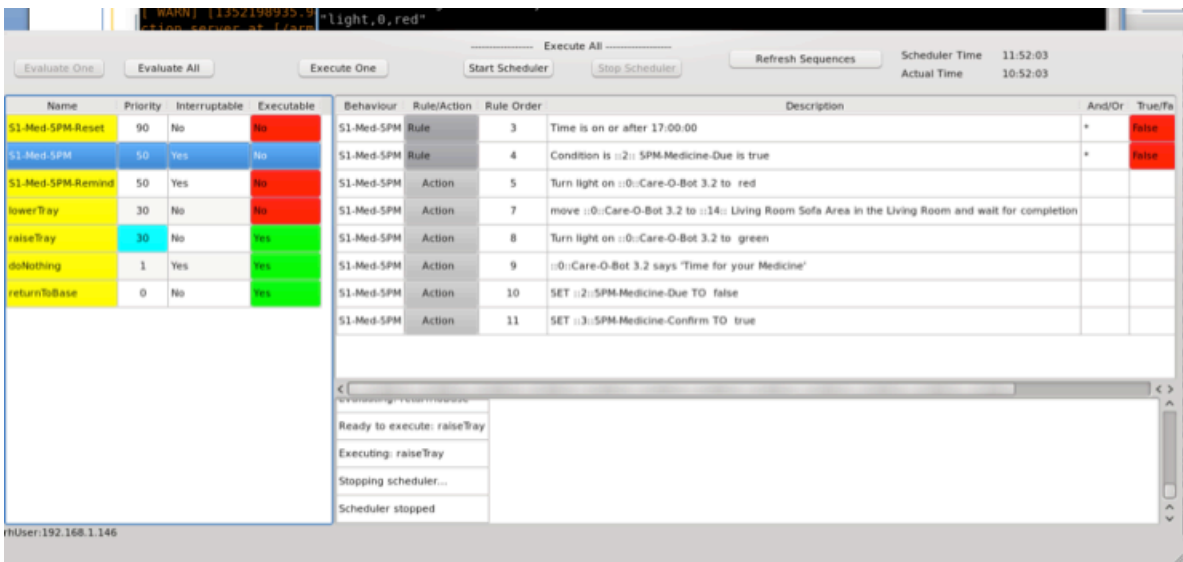 [ WARN] [1352198935.9
"light,0,red"
ction server at [/arm
Execute All
Evaluate One Evaluate All Execute One Start Scheduler Stop Scheduler Refresh Sequences Scheduler Time 11:52:03
Actual Time 10:52:03
Name Priority Interruptable Executable
S1-Med-5PM-Reset 90 No No
S1-Med-5PM 50 Yes No
S1-Med-5PM-Remind 50 Yes No
lowerTray 30 No No
raiseTray 30 No Yes
doNothing 1 Yes Yes
returnToBase 0 No Yes
Behaviour Rule/Action Rule Order Description And/Or True/Fa
S1-Med-5PM Rule 3 Time is on or after 17:00:00 * False
S1-Med-5PM Rule 4 Condition is ::2:: 5PM-Medicine-Due is true * False
S1-Med-5PM Action 5 Turn light on ::0::Care-O-Bot 3.2 to red
S1-Med-5PM Action 7 move ::0::Care-O-Bot 3.2 to ::14:: Living Room Sofa Area in the Living Room and wait for completion
S1-Med-5PM Action 8 Turn light on ::0::Care-O-Bot 3.2 to green
S1-Med-5PM Action 9 ::0::Care-O-Bot 3.2 says 'Time for your Medicine'
S1-Med-5PM Action 10 SET ::2::5PM-Medicine-Due TO false
S1-Med-5PM Action 11 SET ::3::5PM-Medicine-Confirm TO true
Evaluating: returnToBase
Ready to execute: raiseTray
Executing: raiseTray
Stopping scheduler...
Scheduler stopped
rhUser:192.168.1.146